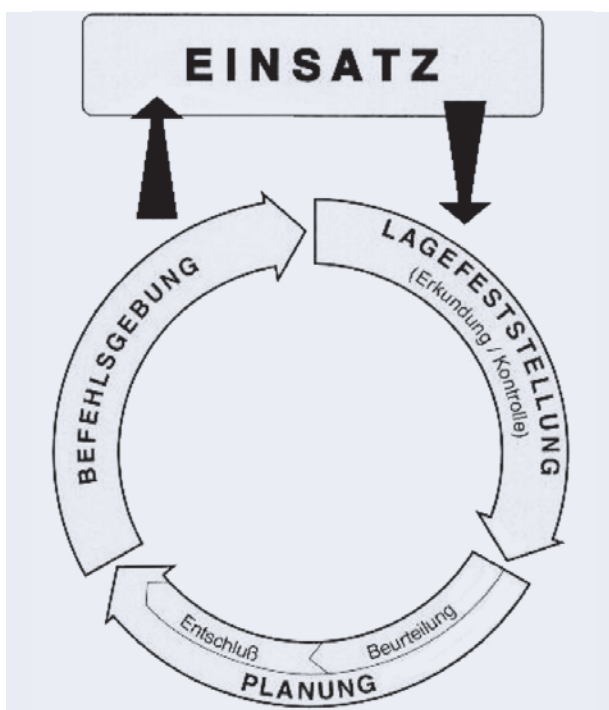 EINSATZ
LAGEFESTSTELLUNG
(Erkundung / Kontrolle)
Beurteilung
Entschluß
PLANUNG
BEFEHLSGEBUNG